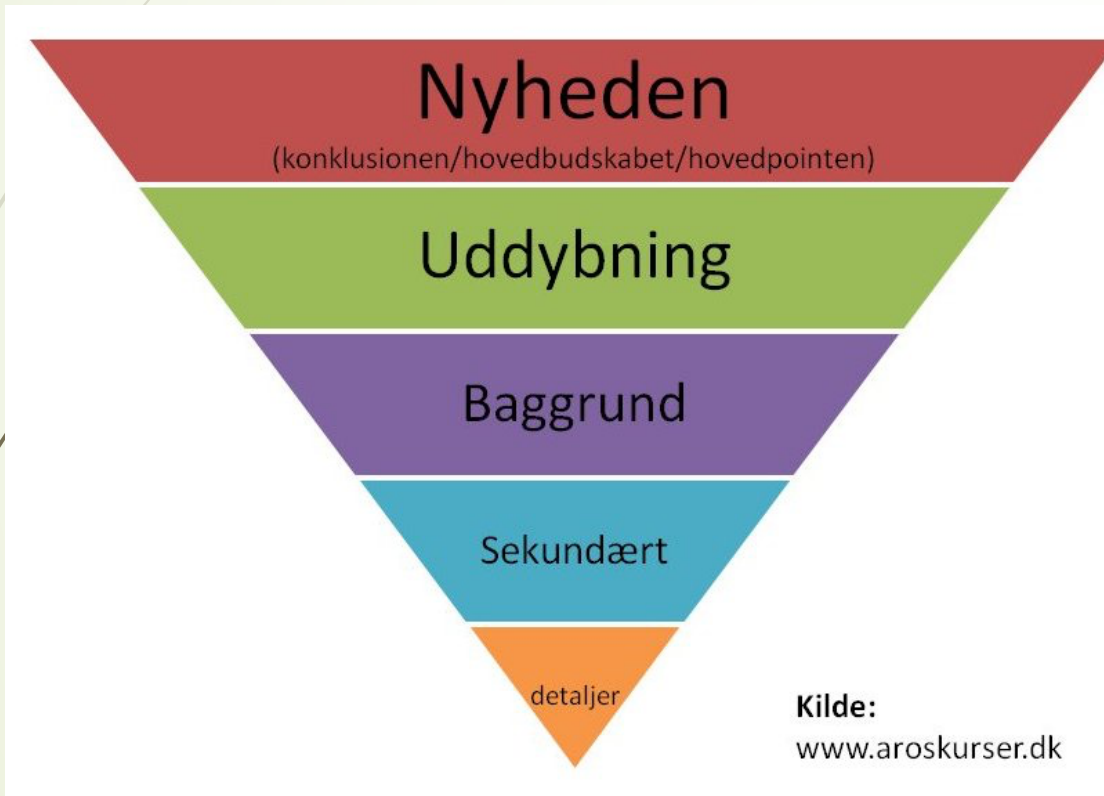 Nyheden
(konklusionen/hovedbudskabet/hovedpointen)
Uddybning
Baggrund
Sekundært
detaljer
Kilde:
www.aroskurser.dk